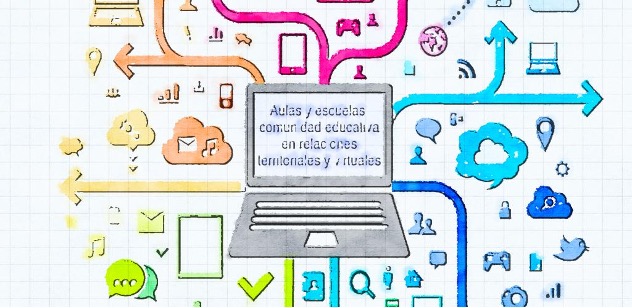 Aulas y escuelas
comunidad educativa
en relaciones
territoriales y virtuales